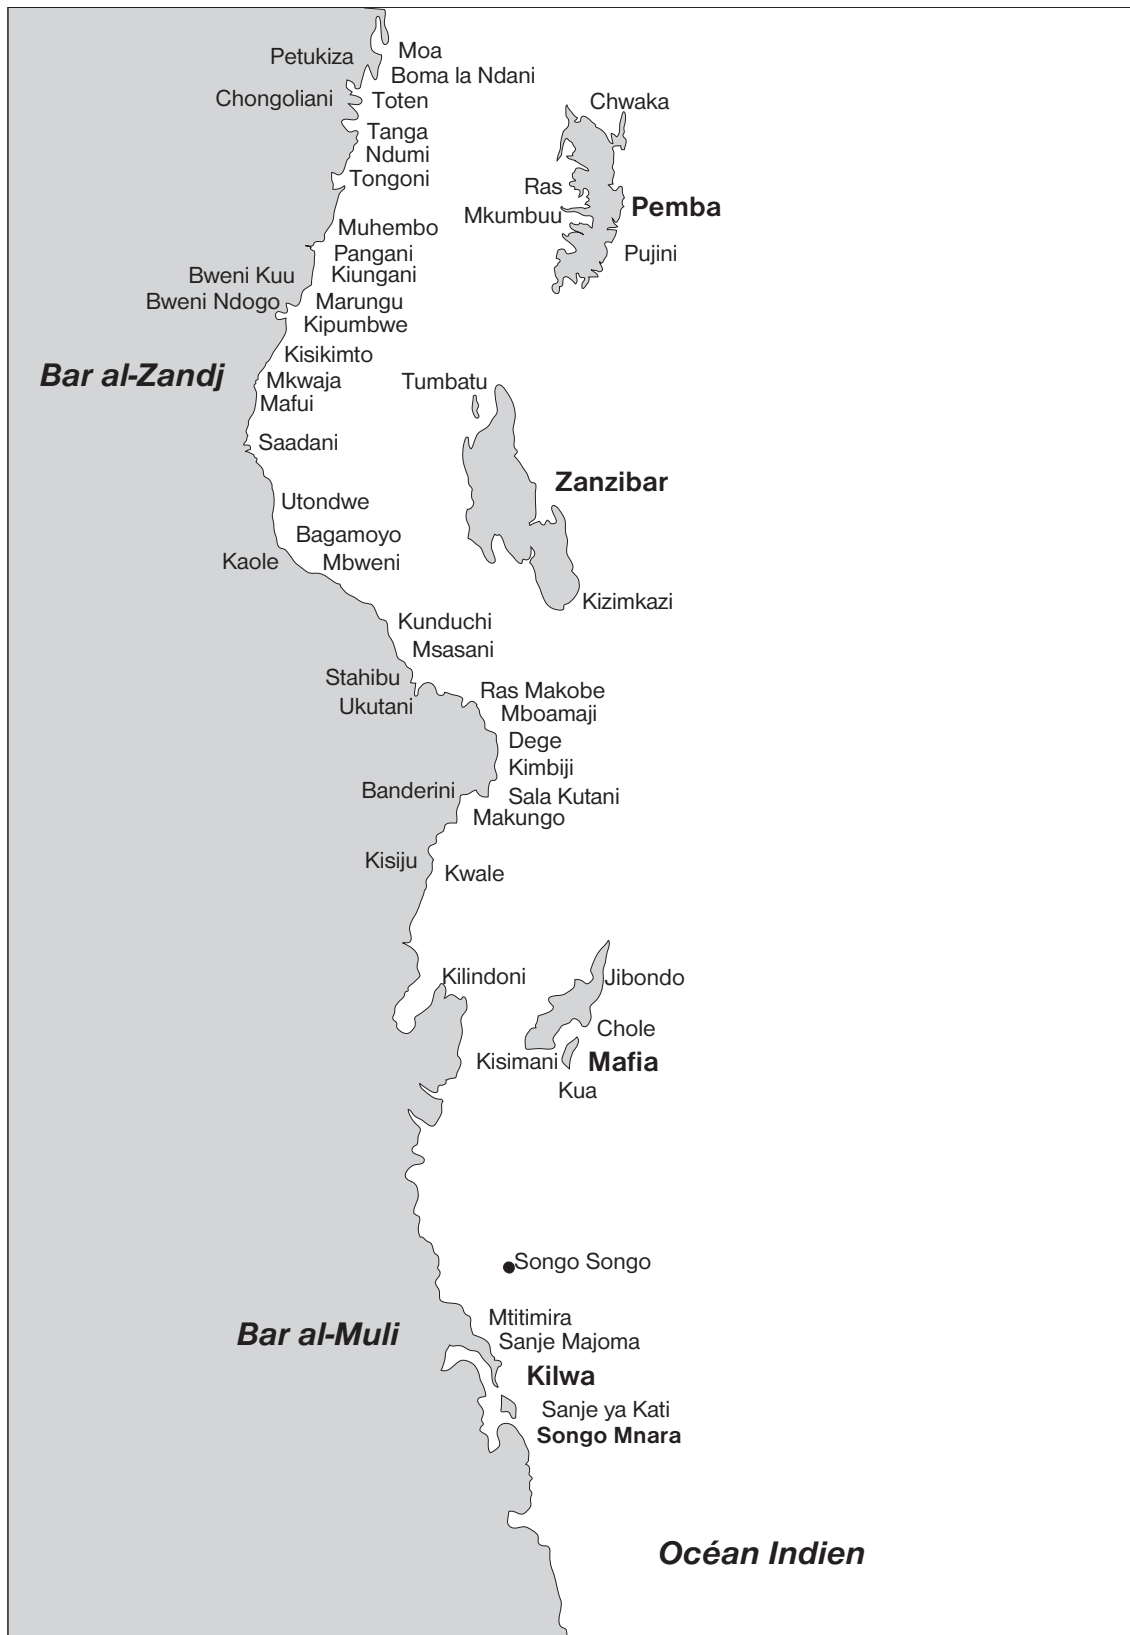 Moa
Petukiza
Boma la Ndani
Chongoliani
Toten
Chwaka
Tanga
Ndumi
Tongoni
Ras
Mkumbuu
Pemba
Muhembo
Pangani
Pujini
Bweni Kuu
Kiungani
Bweni Ndogo
Marungu
Kipumbwe
Kisikimto
Bar al-Zandj
Mkwaja
Tumbatu
Mafui
Saadani
Zanzibar
Utondwe
Bagamoyo
Kaole
Mbweni
Kizimkazi
Kunduchi
Msasani
Stahibu
Ras Makobe
Ukutani
Mboamaji
Dege
Kimbiji
Banderini
Sala Kutani
Makungo
Kisiju
Kwale
Kilindoni
Jibondo
Chole
Kisimani
Mafia
Kua
Songo Songo
Mtitimira
Bar al-Muli
Sanje Majoma
Kilwa
Sanje ya Kati
Songo Mnara
Océan Indien